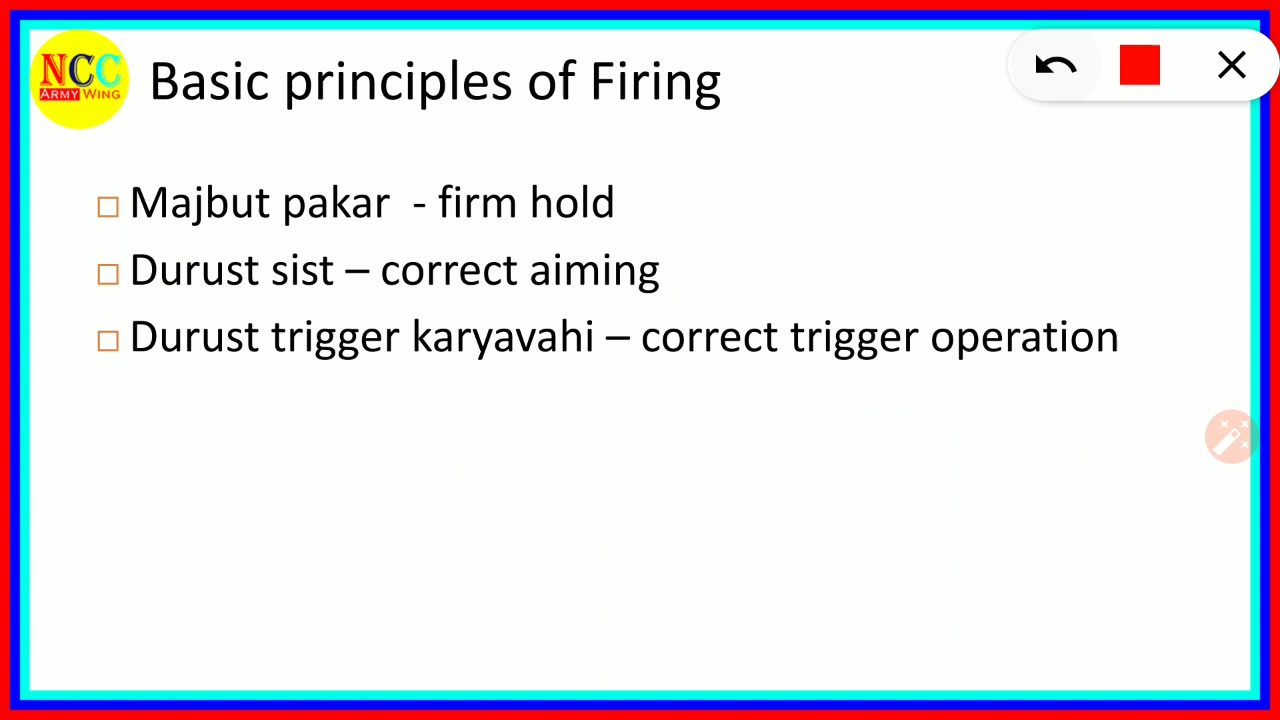 NCC
ARMY WING
Basic principles of Firing
Majbut pakar - firm hold
Durust sist – correct aiming
Durust trigger karyavahi – correct trigger operation